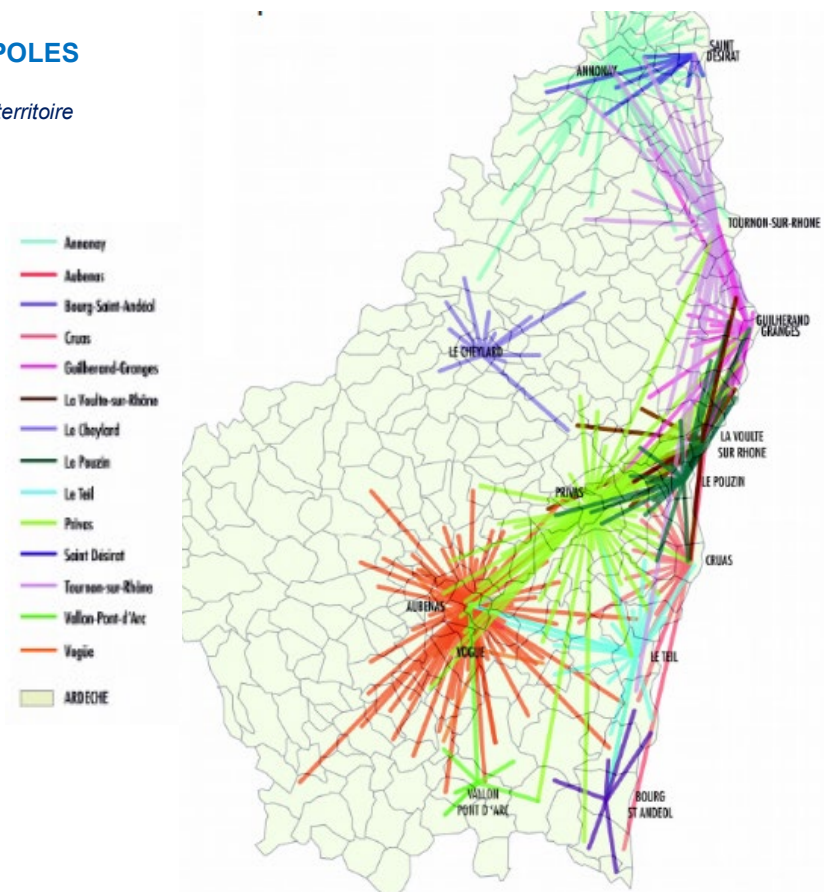 POLES
territoire
Annonay
Aubenas
Bourg-Saint-Andéol
Cruas
Guilherand-Granges
La Voulte-sur-Rhône
Le Cheylard
Le Pouzin
Le Teil
Privas
Saint Désirat
Tournon-sur-Rhône
Vallon-Pont-d'Arc
Vogüe
ARDECHE
SAINT
DESIRAT
ANNONAY
TOURNON-SUR-RHONE
GUILHERAND
GRANGES
LE CHEYLARD
LA VOULTE
SUR RHONE
LE POUZIN
PRIVAS
CRUAS
AUBENAS
VOGUE
LE TEIL
VALLON
PONT D'ARC
BOURG
ST ANDEOL